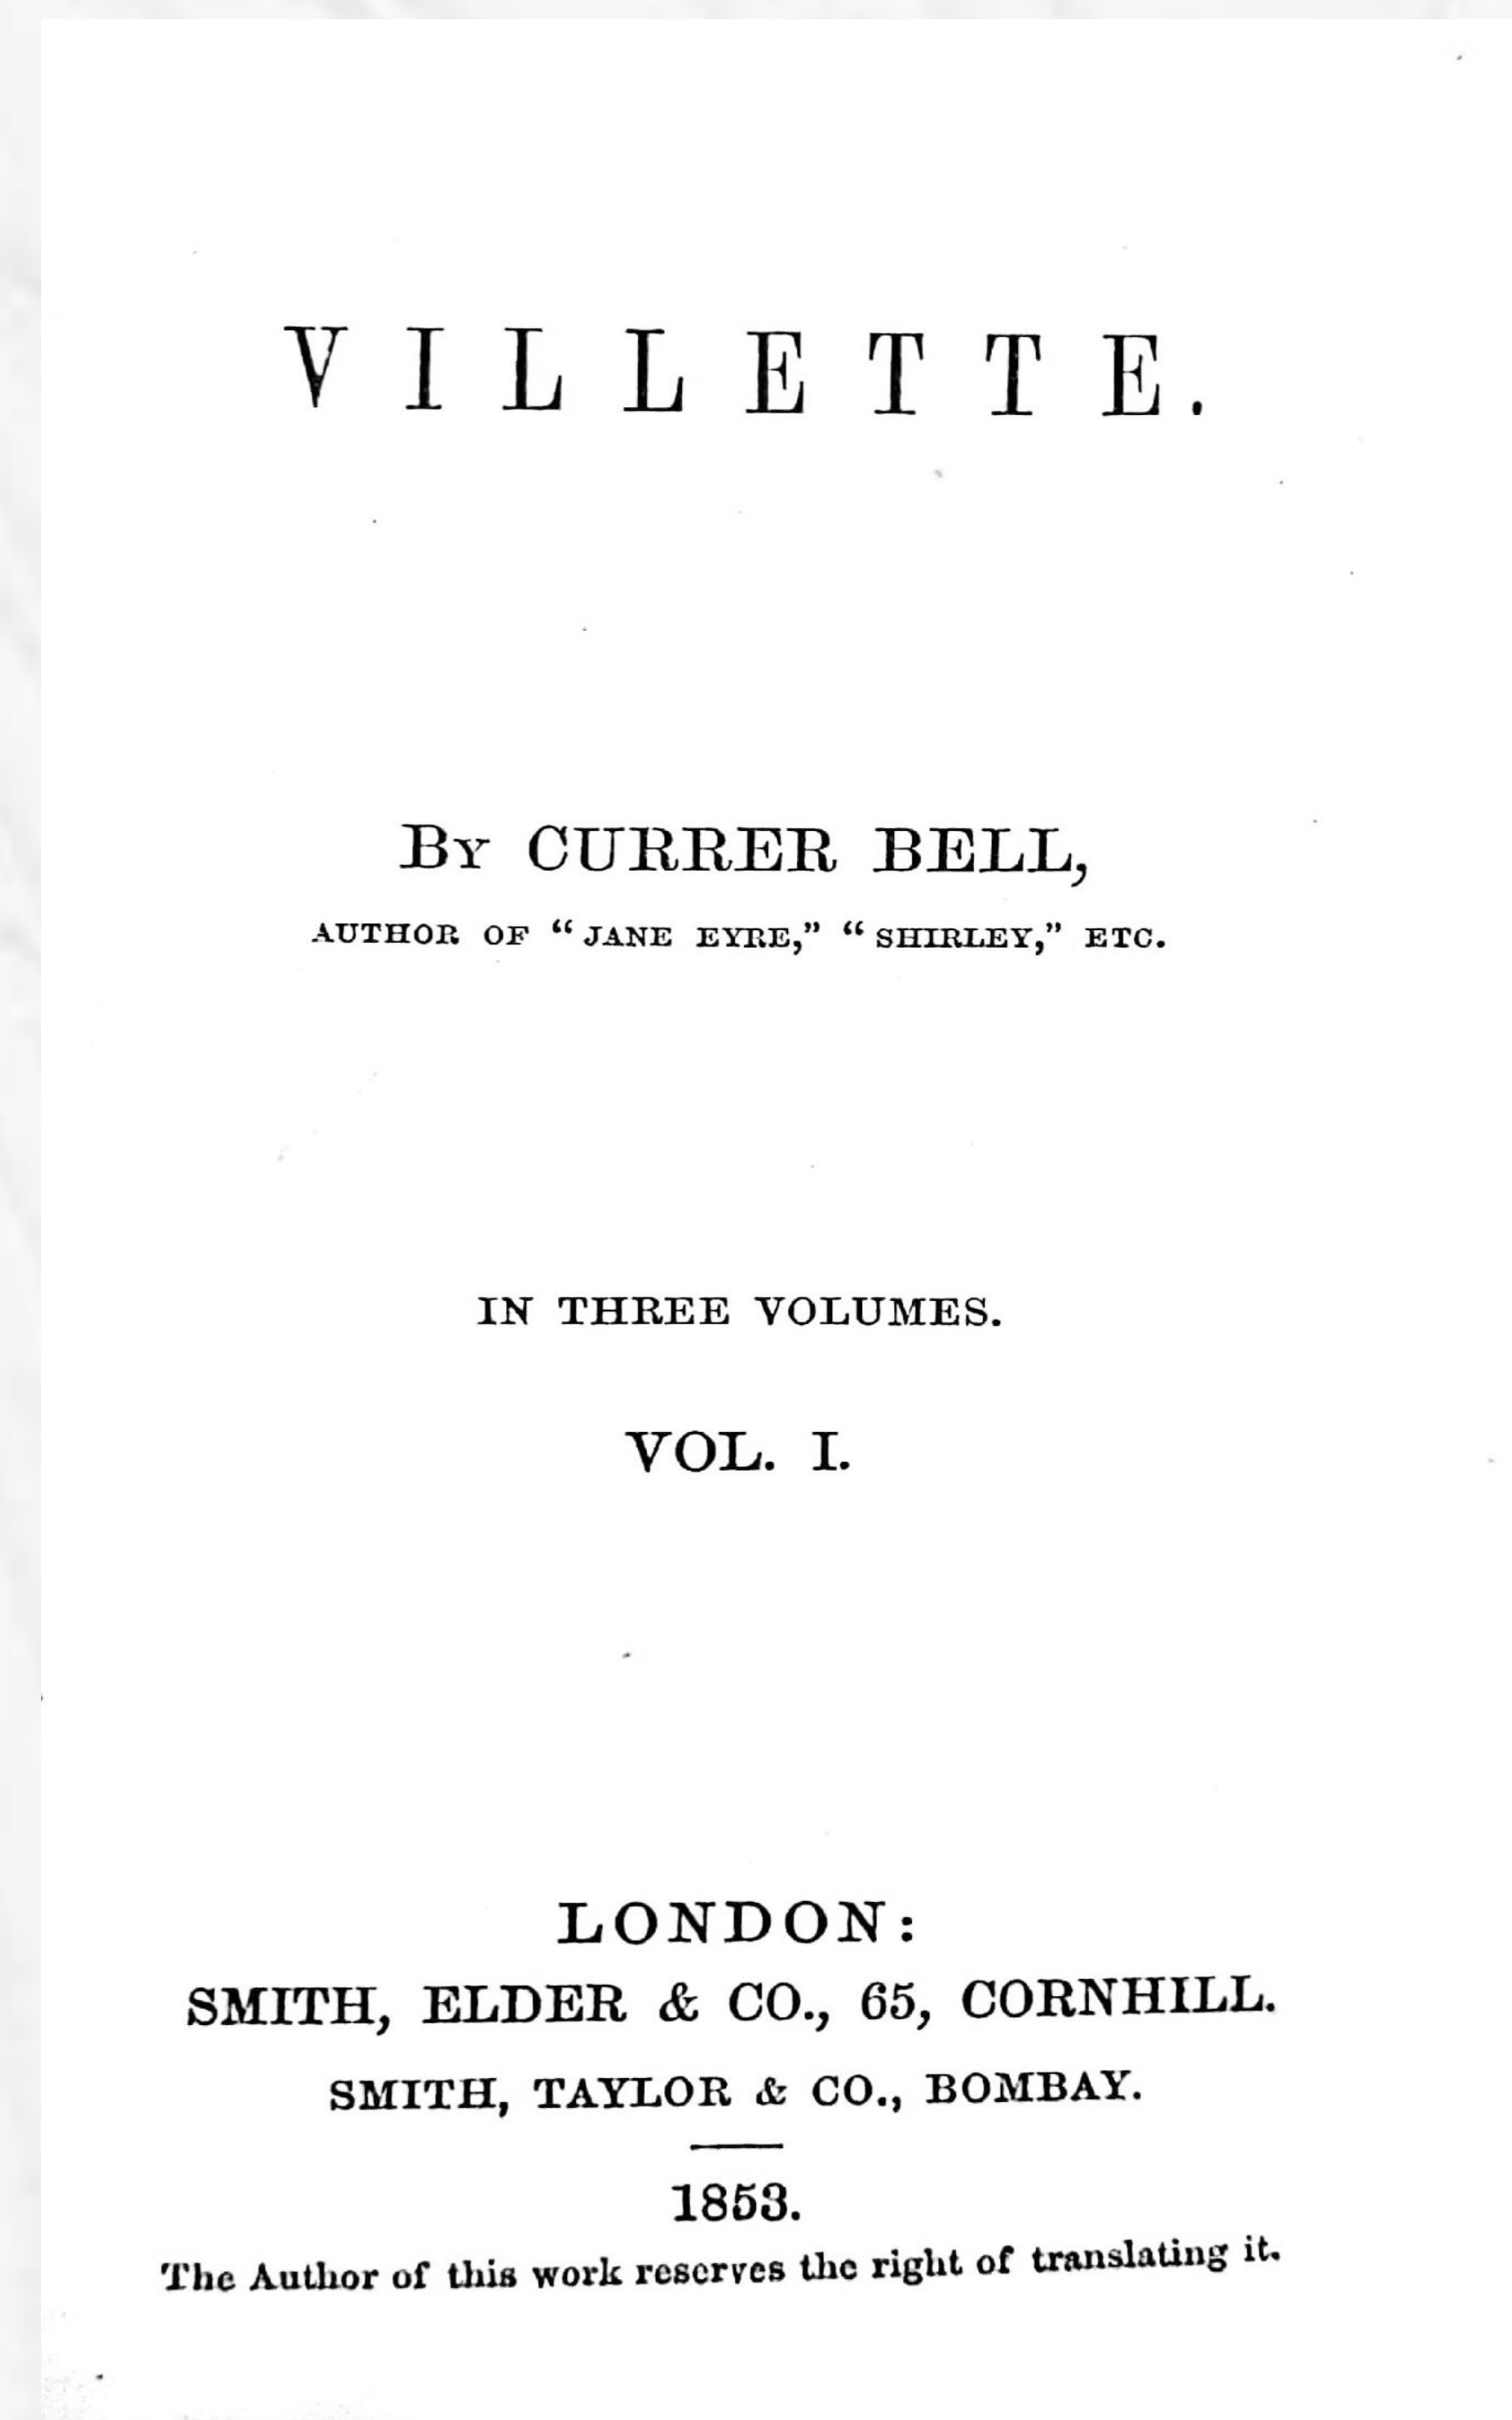 VILLETTE.
By CURRER BELL,
AUTHOR OF “JANE EYRE,” “SHIRLEY,” ETC.
IN THREE VOLUMES.
VOL. I.
LONDON:
SMITH, ELDER & CO., 65, CORNHILL.
SMITH, TAYLOR & CO., BOMBAY.
1853.
The Author of this work reserves the right of translating it.